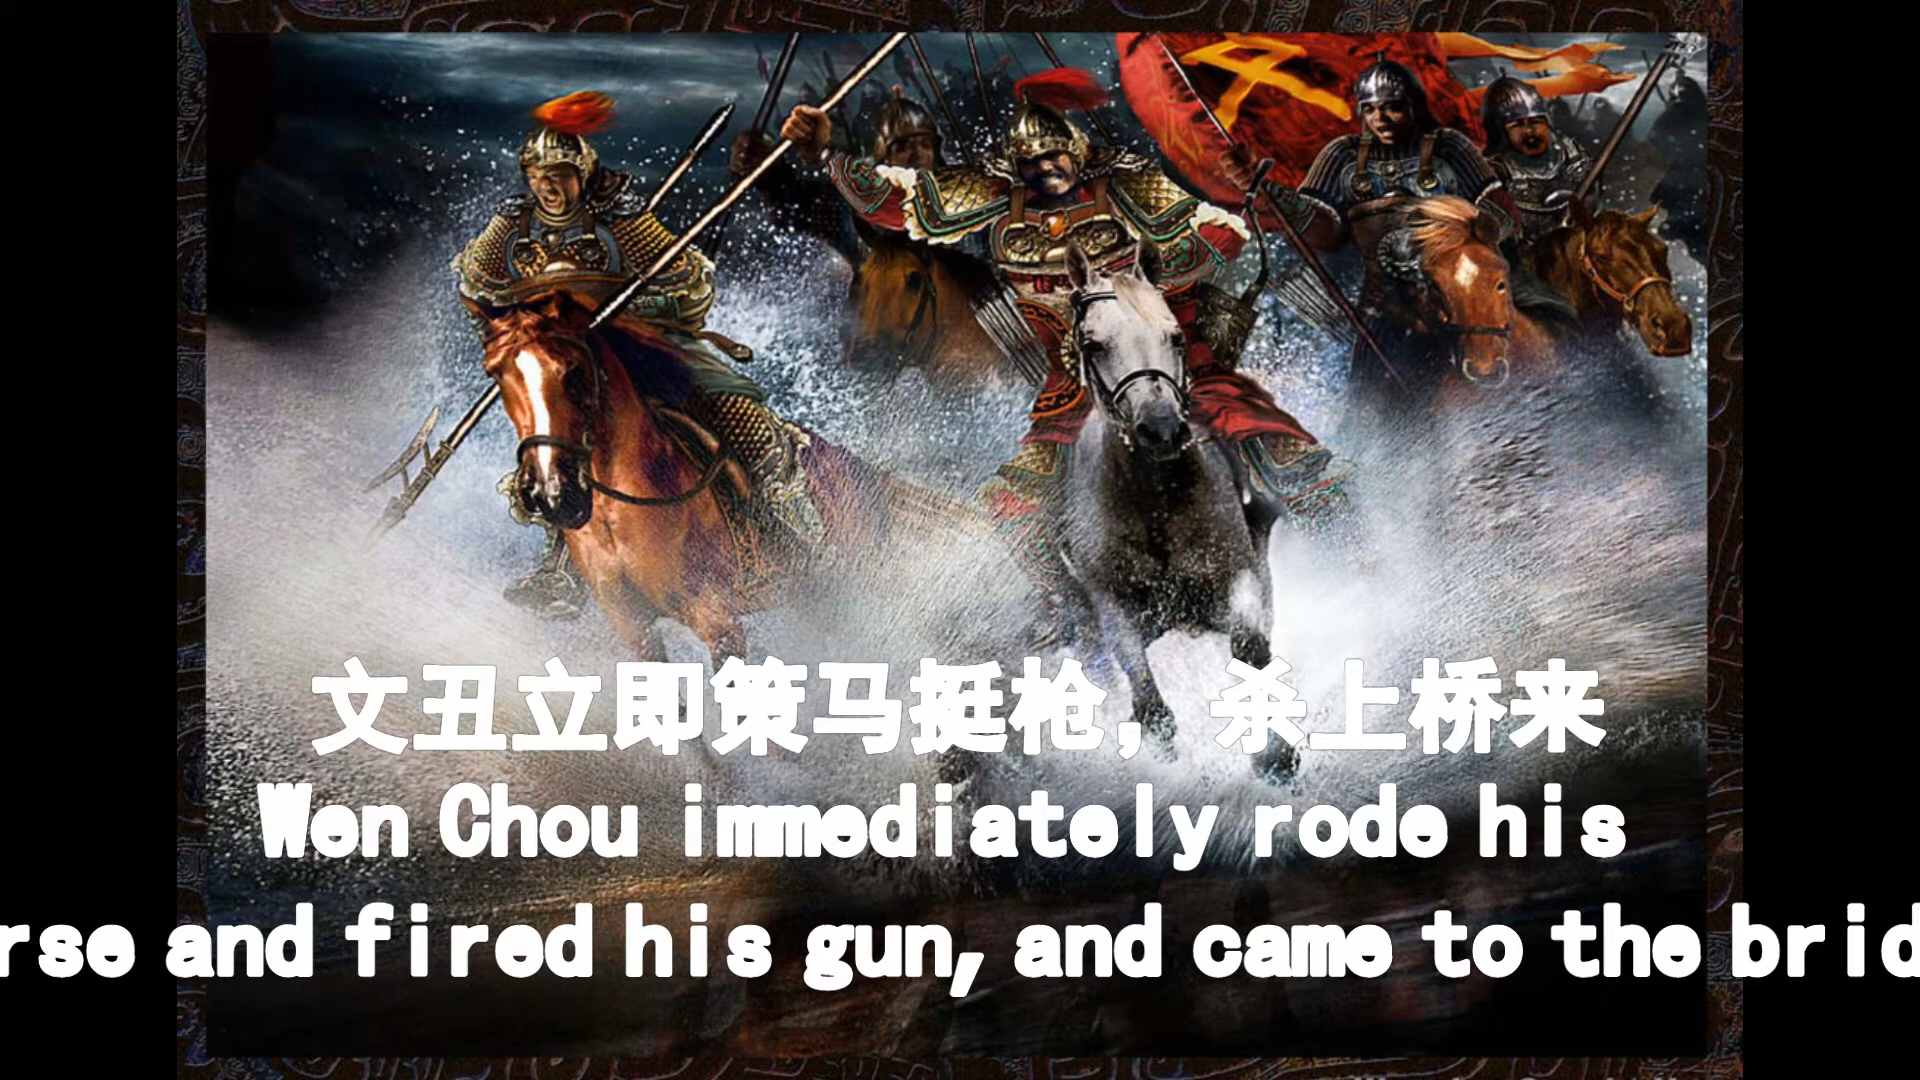 文丑立即策马挺枪，杀上桥来
Wen Chou immediately rode his
rse and fired his gun, and came to the brid